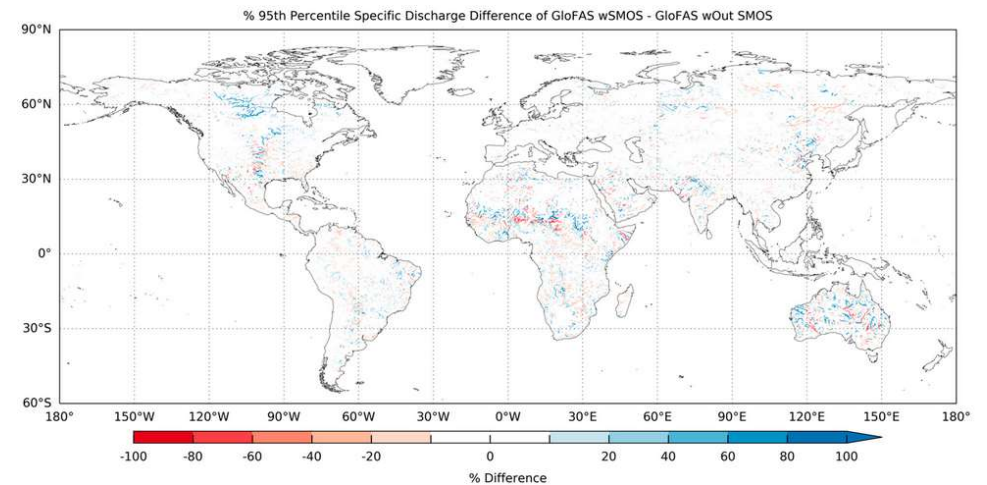 % 95th Percentile Specific Discharge Difference of GloFAS wSMOS - GloFAS wOut SMOS
90°N
60°N
30°N
0°
30°S
60°S
180° 150°W 120°W 90°W 60°W 30°W 0°W 30°E 60°E 90°E 120°E 150°E 180°
-100 -80 -60 -40 -20 0 20 40 60 80 100
% Difference